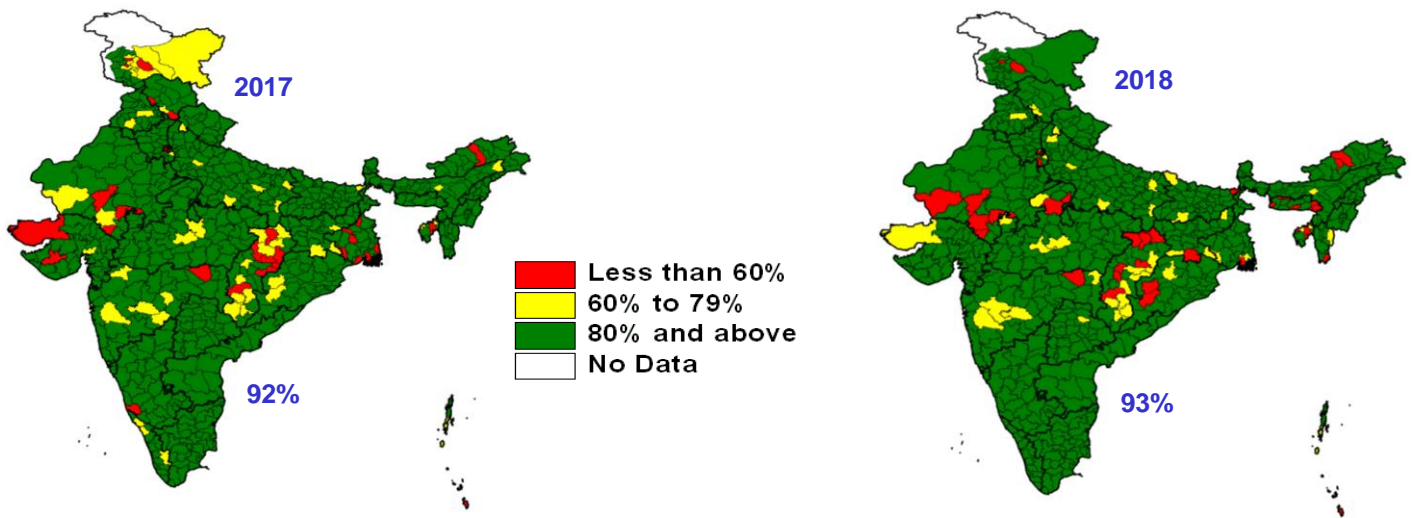 2017
2018
Less than 60%
60% to 79%
80% and above
No Data
92%
93%